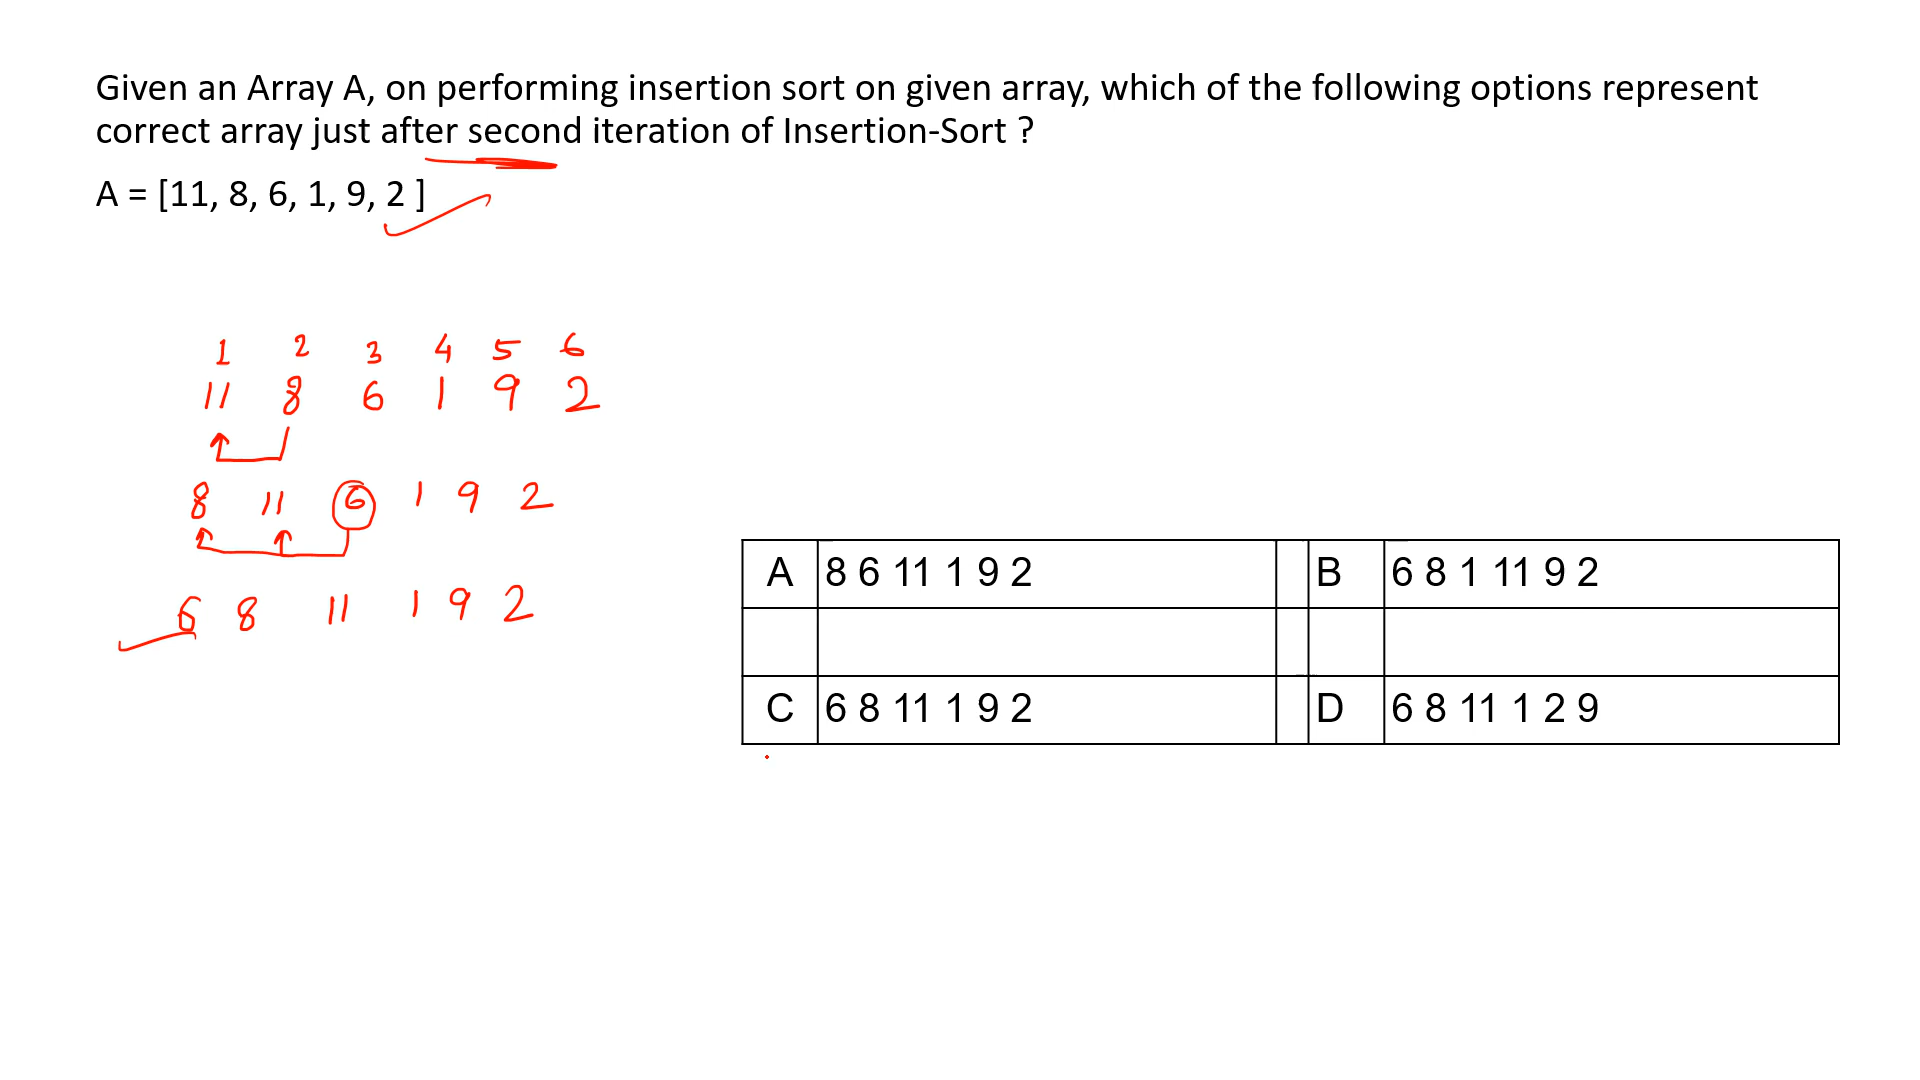 Given an Array A, on performing insertion sort on given array, which of the following options represent
correct array just after second iteration of Insertion-Sort ?
A = [11, 8, 6, 1, 9, 2 ]
1 2 3 4 5 6
11 8 6 1 9 2
8 11 6 1 9 2
6 8 11 1 9 2
A 8 6 11 1 9 2 B 6 8 1 11 9 2
C 6 8 11 1 9 2 D 6 8 11 1 2 9